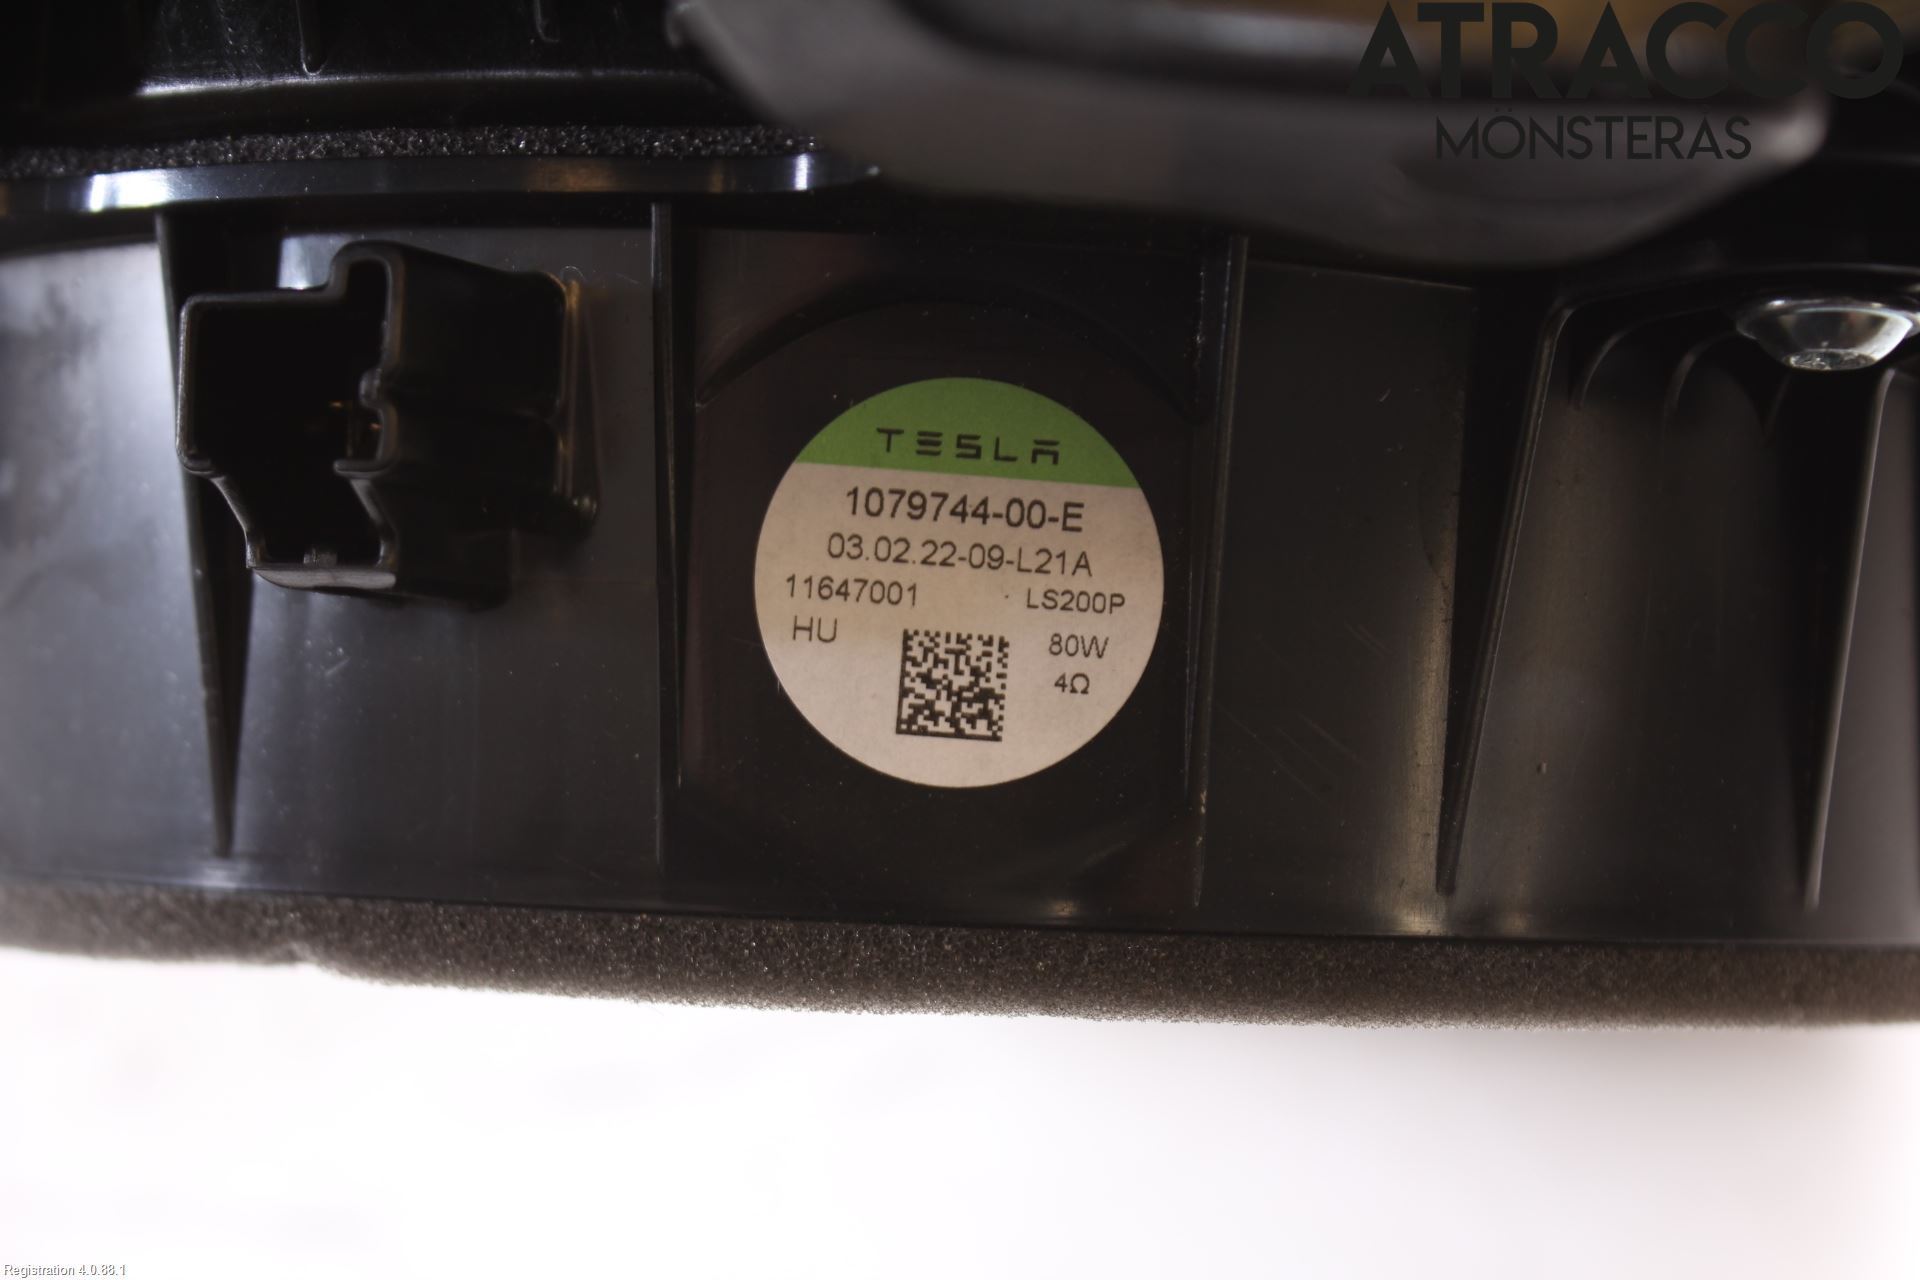 ATRACCO
MÖNSTERÅS
TESLA
1079744-00-E
03.02.22-09-L21A
11647001 LS200P
HU 80W
4Ω
Registration 4.0.88.1